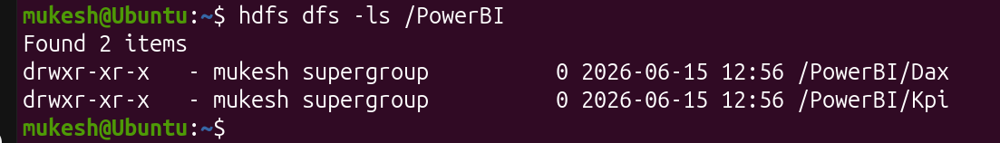 mukesh@Ubuntu:~$ hdfs dfs -ls /PowerBI
Found 2 items
drwxr-xr-x   - mukesh supergroup          0 2026-06-15 12:56 /PowerBI/Dax
drwxr-xr-x   - mukesh supergroup          0 2026-06-15 12:56 /PowerBI/Kpi
mukesh@Ubuntu:~$